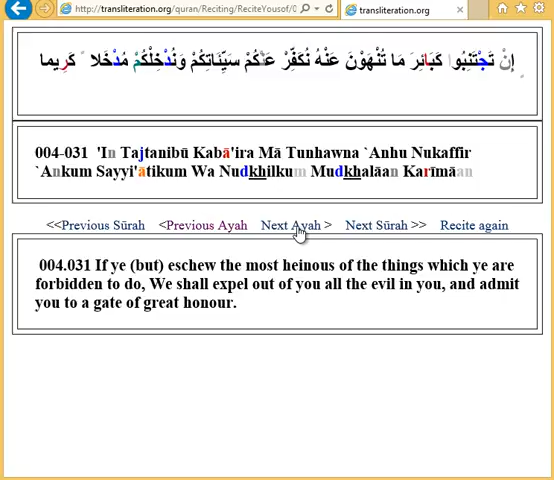 http://transliteration.org/quran/Reciting/ReciteYousof/0
transliteration.org
إِنْ تَجْتَنِبُوا كَبَائِرَ مَا تُنْهَوْنَ عَنْهُ نُكَفِّرْ عَنْكُمْ سَيِّئَاتِكُمْ وَنُدْخِلْكُمْ مُدْخَلا ً كَرِيما ً
004-031 'In Tajtanibū Kabā'ira Mā Tunhawna `Anhu Nukaffir
`Ankum Sayyi'ātikum Wa Nudkhilkum Mudkhalāan Karīmāan
<<Previous Sūrah <Previous Ayah Next Ayah > Next Sūrah >> Recite again
004.031 If ye (but) eschew the most heinous of the things which ye are
forbidden to do, We shall expel out of you all the evil in you, and admit
you to a gate of great honour.